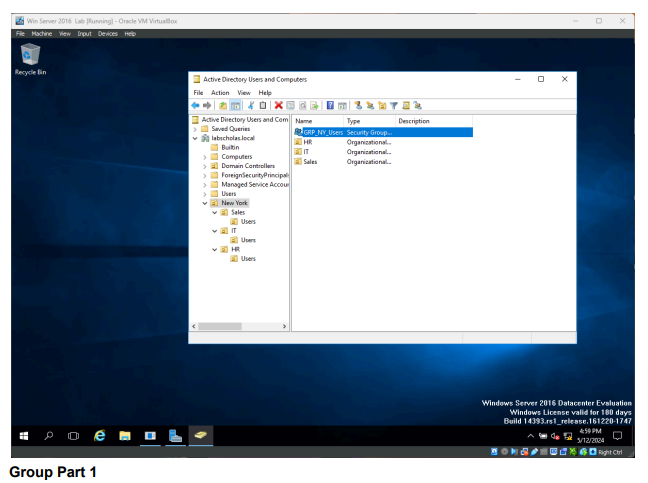 Win Server 2016 Lab [Running] - Oracle VM VirtualBox
File Machine View Input Devices Help
Recycle Bin
Active Directory Users and Computers
File Action View Help
Active Directory Users and Com
Saved Queries
labscholas.local
Builtin
Computers
Domain Controllers
ForeignSecurityPrincipals
Managed Service Accour
Users
New York
Sales
Users
IT
Users
HR
Users
Name Type Description
GRP_NY_Users Security Group...
HR Organizational...
IT Organizational...
Sales Organizational...
Windows Server 2016 Datacenter Evaluation
Windows License valid for 180 days
Build 14393.rs1_release.161220-1747
4:59 PM
5/12/2024
Right Ctrl
Group Part 1